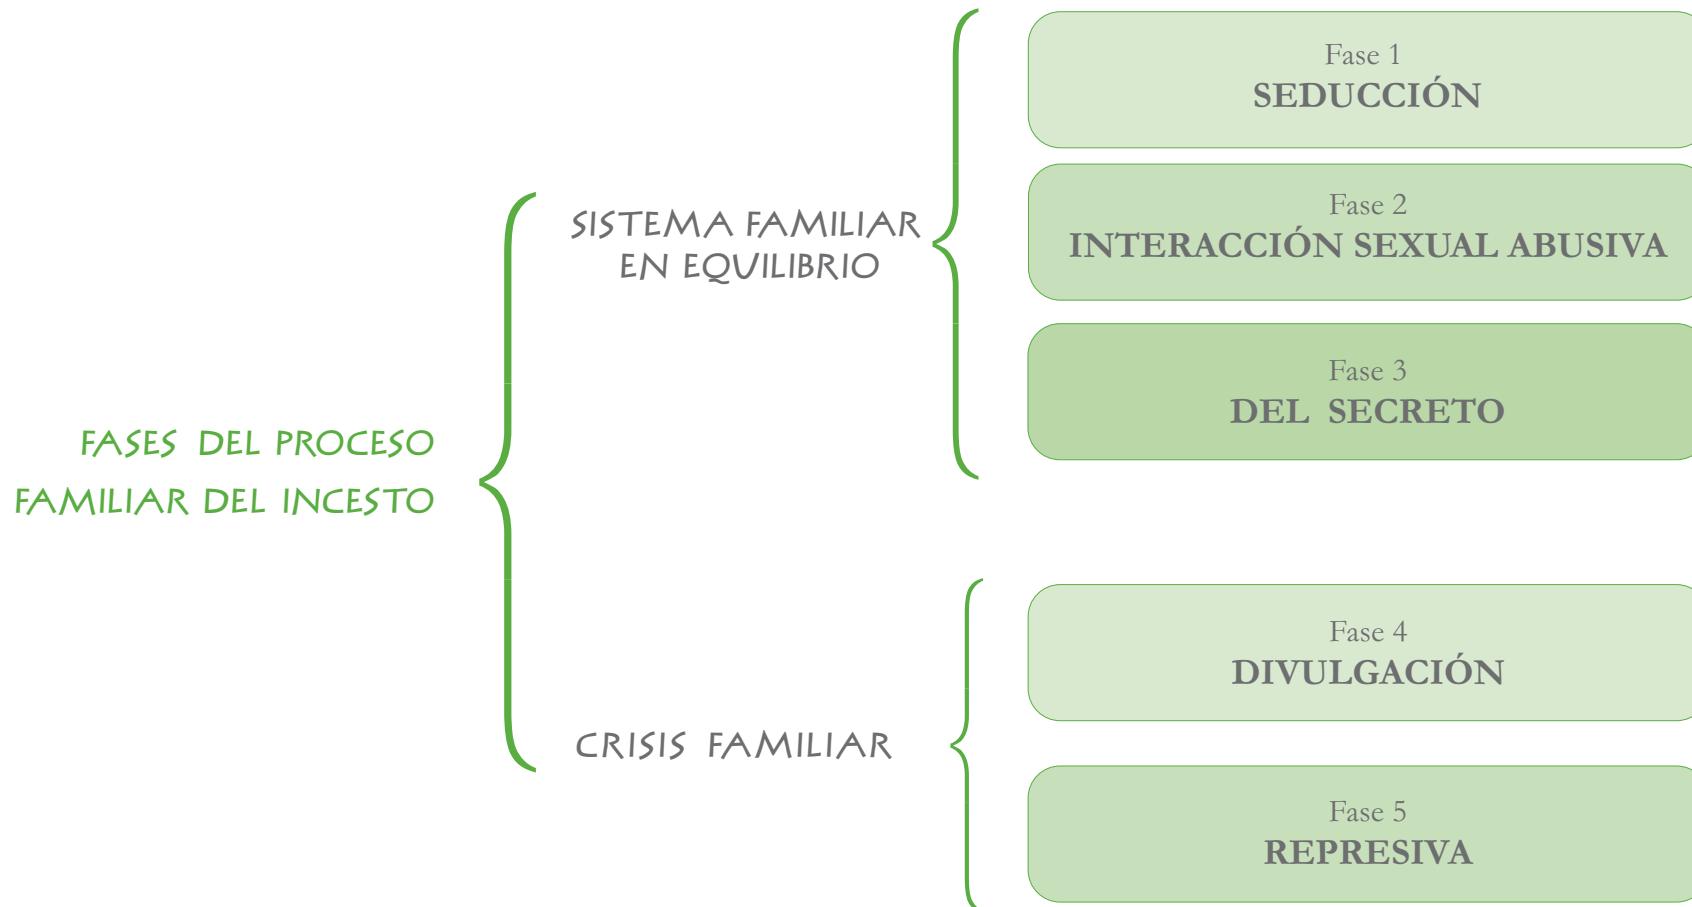 FASES DEL PROCESO
FAMILIAR DEL INCESTO
SISTEMA FAMILIAR
EN EQUILIBRIO
Fase 1
SEDUCCIÓN
Fase 2
INTERACCIÓN SEXUAL ABUSIVA
Fase 3
DEL SECRETO
CRISIS FAMILIAR
Fase 4
DIVULGACIÓN
Fase 5
REPRESIVA